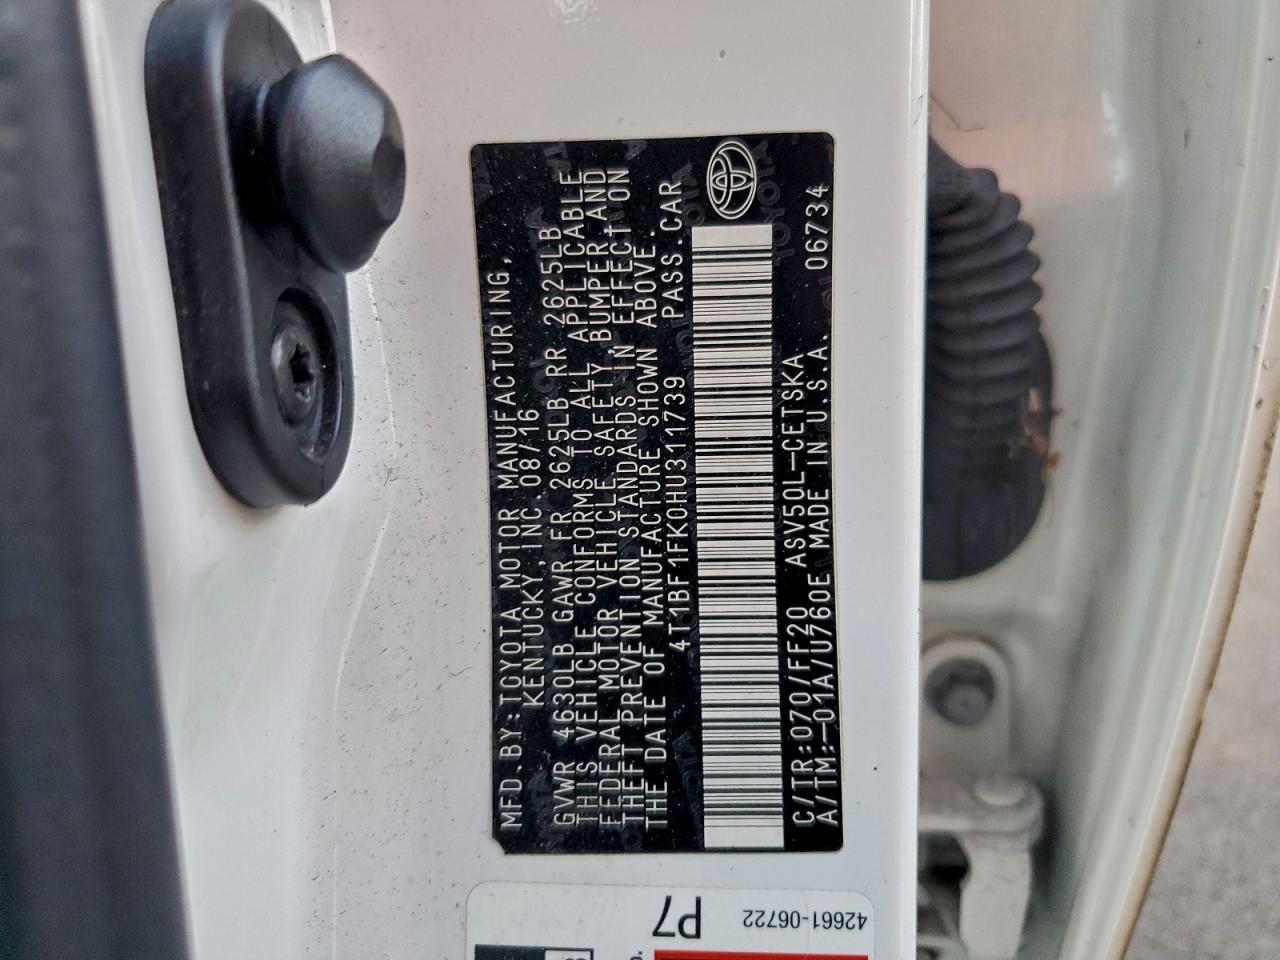 MFD.BY:TOYOTA MOTOR MANUFACTURING,
KENTUCKY,INC. 08/16
GVWR 4630LB GAWR FR 2625LB RR 2625LB
THIS VEHICLE CONFORMS TO ALL APPLICABLE
FEDERAL MOTOR VEHICLE SAFETY, BUMPER,AND
THEFT PREVENTION STANDARDS IN EFFECT ON
THE DATE OF MANUFACTURE SHOWN ABOVE.
4T1BF1FK0HU311739 PASS.CAR
C/TR:070/FF20 ASV50L-CETSKA
A/TM:-01A/U760E MADE IN U.S.A. 06734
P7
42661-06722